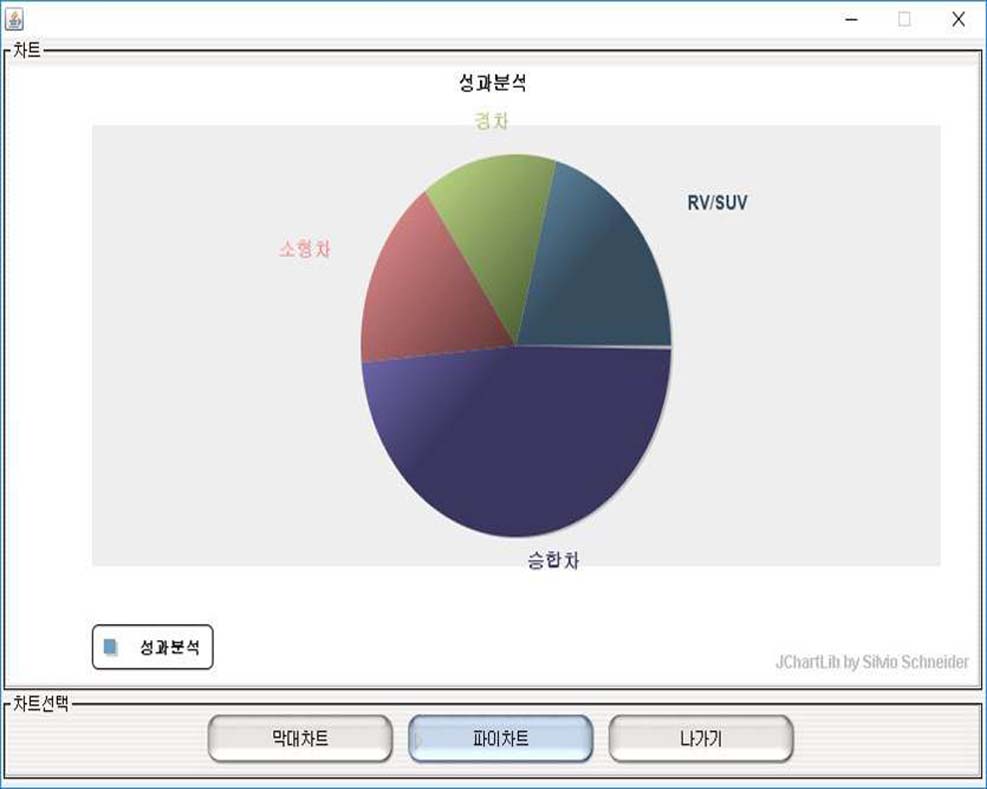 차트
성과분석
경차
RV/SUV
소형차
승합차
성과분석
JChartLib by Silvio Schneider
차트선택
막대차트
파이차트
나가기